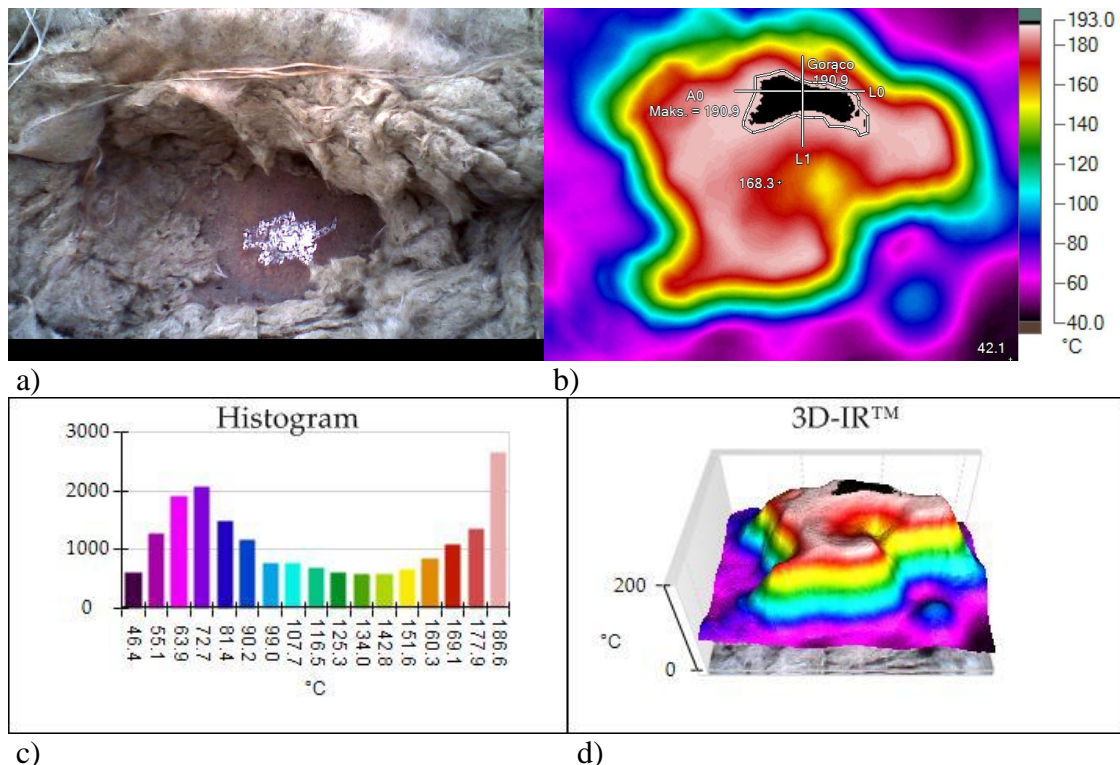 193.0
180
160
140
120
100
80
60
40.0
°C
Gorąco
190.9
A0
L0
Maks. = 190.9
L1
168.3
42.1
a) b)
Histogram
3000
2000
1000
0
46.4 55.1 63.9 72.7 81.4 90.2 99.0 107.7 116.5 125.3 134.0 142.8 151.6 160.3 169.1 177.9 186.6
°C
3D-IR™
200
°C
0
c) d)